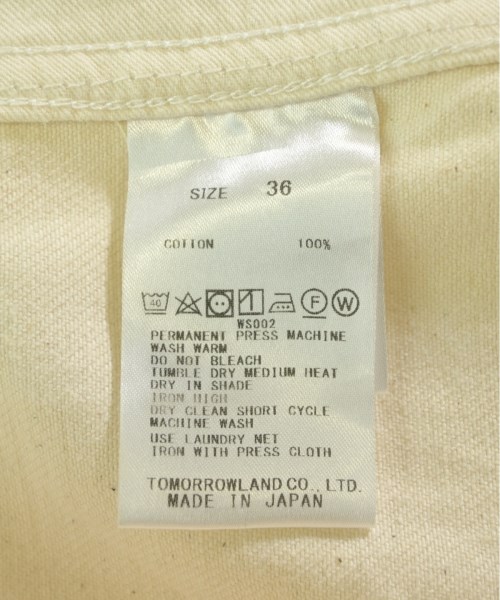 SIZE 36
COTTON 100%
40 F W
WS002
PERMANENT PRESS MACHINE
WASH WARM
DO NOT BLEACH
TUMBLE DRY MEDIUM HEAT
DRY IN SHADE
IRON HIGH
DRY CLEAN SHORT CYCLE
MACHINE WASH
USE LAUNDRY NET
IRON WITH PRESS CLOTH
TOMORROWLAND CO., LTD.
MADE IN JAPAN